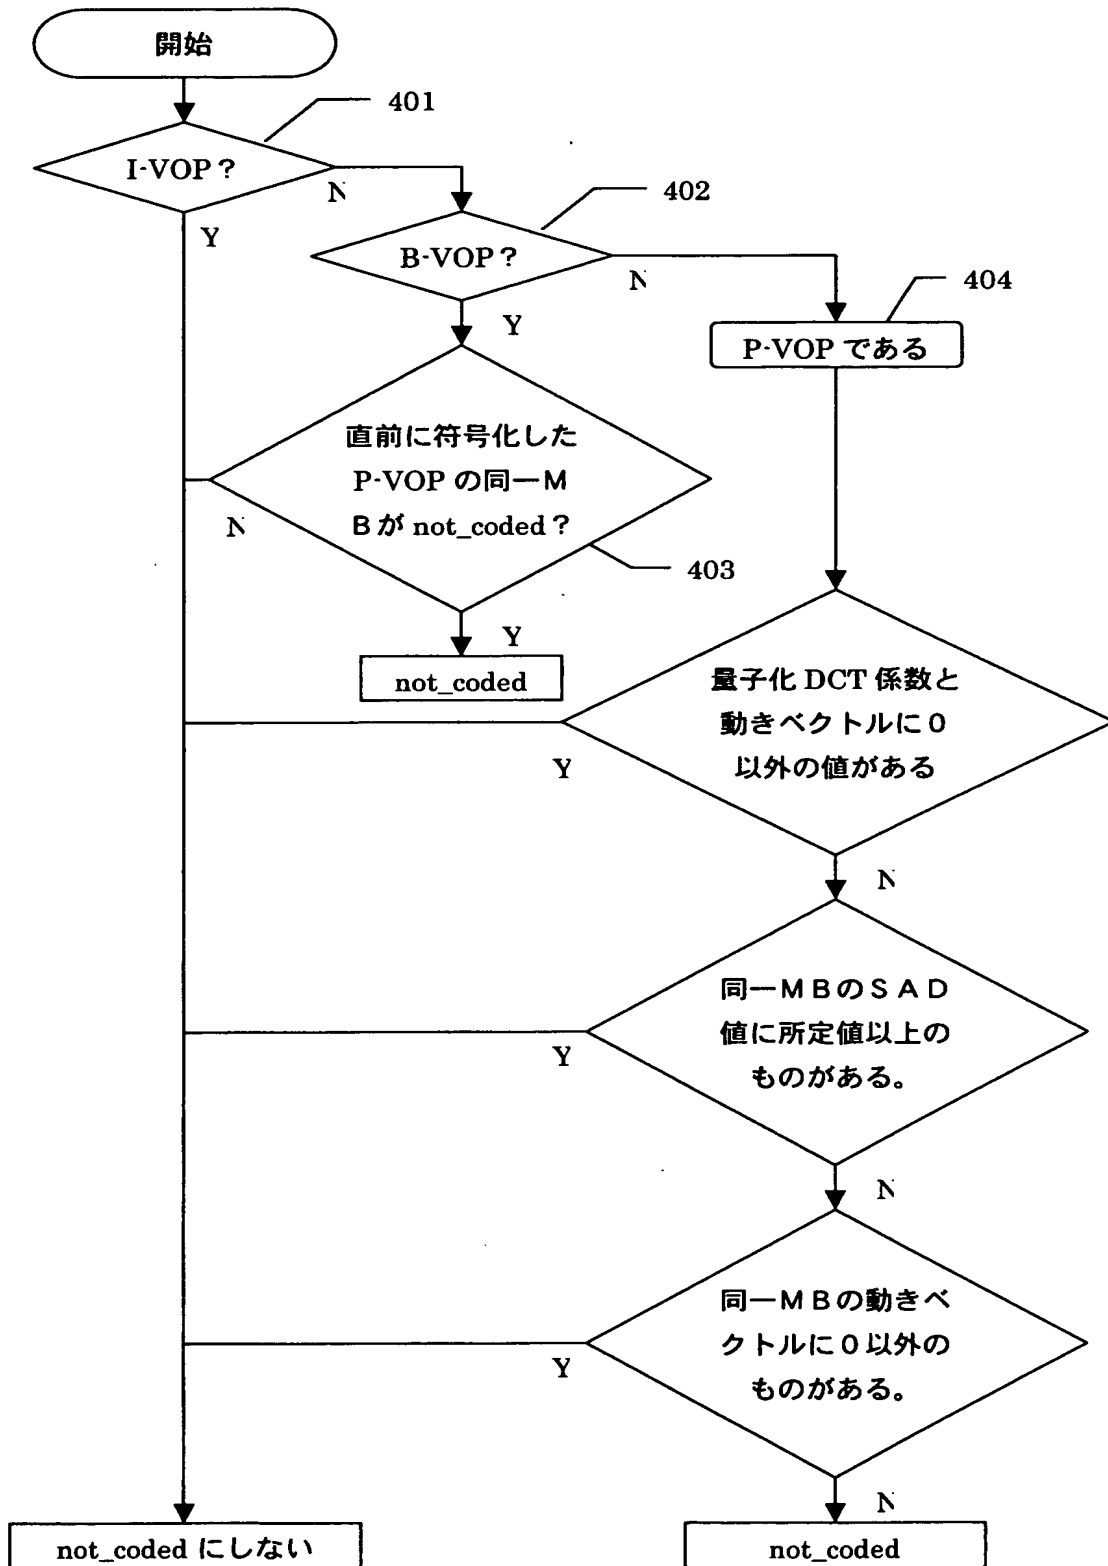 開始
401
I-VOP？
N
Y
402
B-VOP？
N
Y
404
P-VOP である
直前に符号化した
P-VOP の同一Ｍ
Ｂが not_coded？
N
403
Y
not_coded
量子化 DCT 係数と
動きベクトルに０
以外の値がある
Y
N
同一ＭＢのＳＡＤ
値に所定値以上の
ものがある。
Y
N
同一ＭＢの動きベ
クトルに０以外の
ものがある。
Y
N
not_coded にしない
not_coded